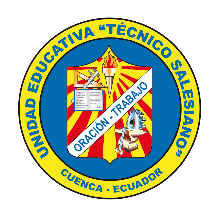 UNIDAD EDUCATIVA "TÉCNICO SALESIANO"
ORACIÓN - TRABAJO
CUENCA - ECUADOR